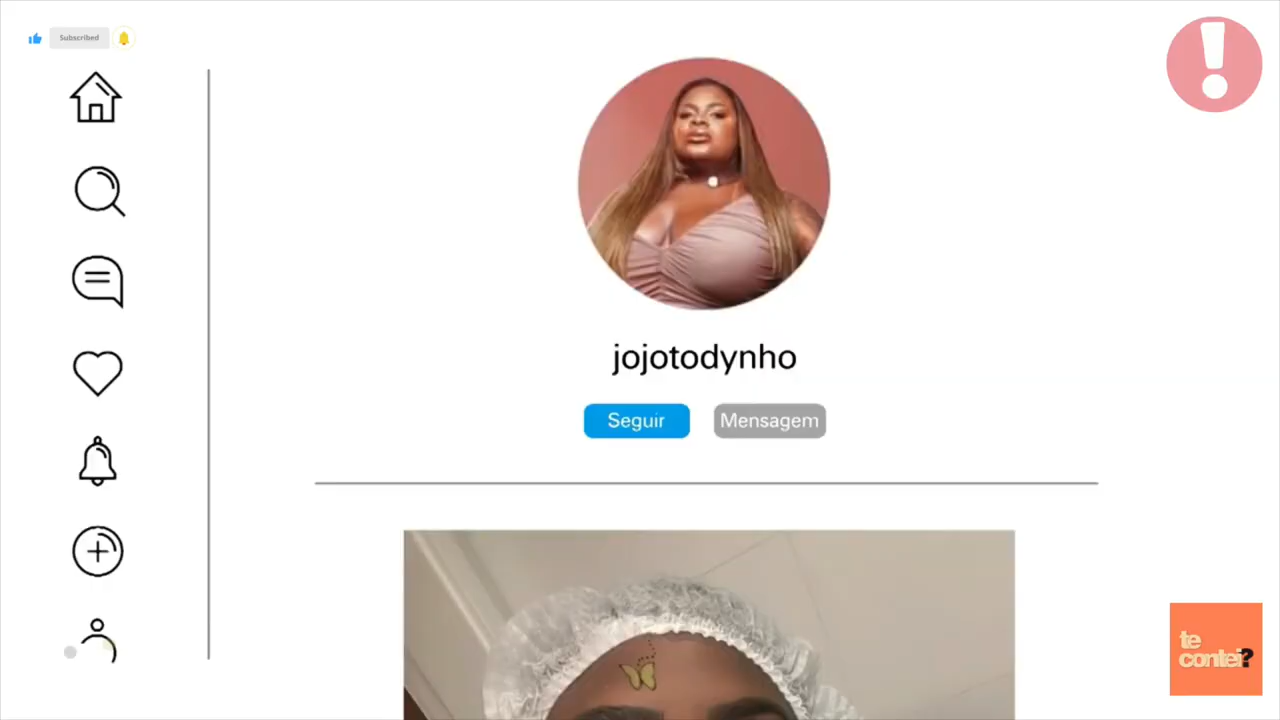 Subscribed
jojotodynho
Seguir
Mensagem
te
contei?